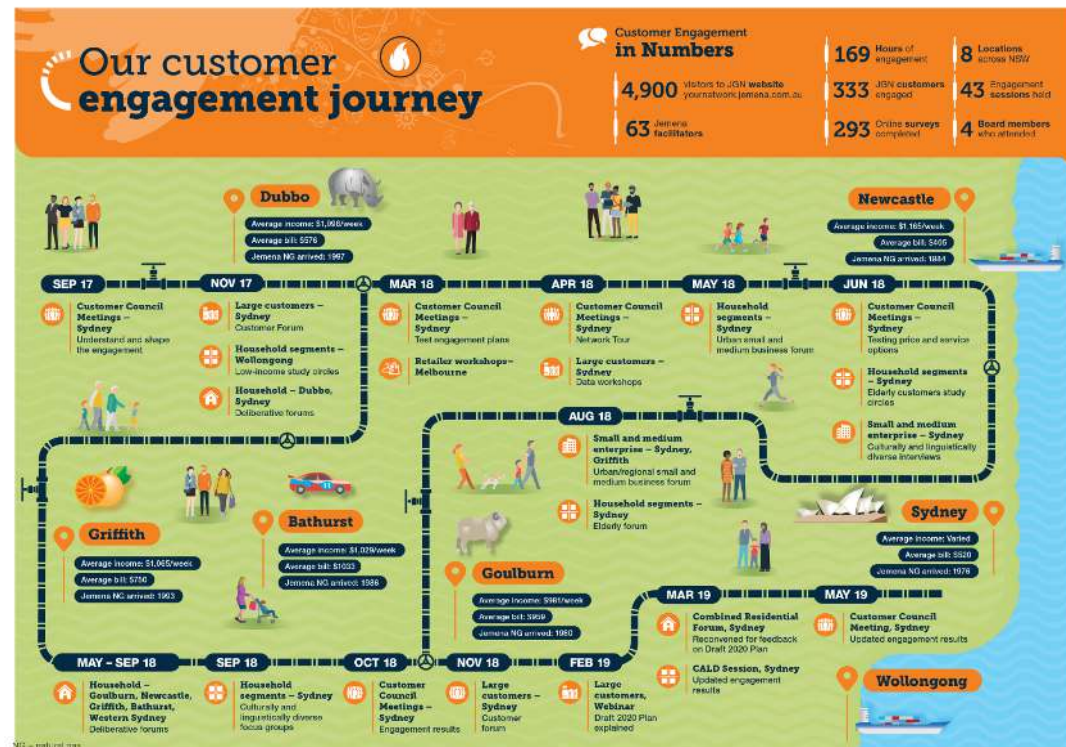 Our customer
engagement journey
Customer Engagement
in Numbers
4,900 visitors to JGN website
yournetwork.jemena.com.au
63 Jemena
facilitators
169 Hours of
engagement
333 JGN customers
engaged
293 Online surveys
completed
8 Locations
across NSW
43 Engagement
sessions held
4 Board members
who attended
Dubbo
Average income: $1,996/week
Average bill: $576
Jemena NG arrived: 1997
Newcastle
Average income: $1,165/week
Average bill: $405
Jemena NG arrived: 1984
SEP 17
Customer Council
Meetings –
Sydney
Understand and shape
the engagement
NOV 17
Large customers –
Sydney
Customer Forum
Household segments –
Wollongong
Low-income study circles
Household – Dubbo,
Sydney
Deliberative forums
MAR 18
Customer Council
Meetings –
Sydney
Test engagement plans
Retailer workshops–
Melbourne
APR 18
Customer Council
Meetings –
Sydney
Network Tour
Large customers –
Sydney
Data workshops
MAY 18
Household
segments –
Sydney
Urban small and
medium business forum
JUN 18
Customer Council
Meetings –
Sydney
Testing price and service
options
Household segments
– Sydney
Elderly customers study
circles
Small and medium
enterprise – Sydney
Culturally and linguistically
diverse interviews
AUG 18
Small and medium
enterprise – Sydney,
Griffith
Urban/regional small and
medium business forum
Household segments –
Sydney
Elderly forum
11
Griffith
Average income: $1,065/week
Average bill: $750
Jemena NG arrived: 1993
Bathurst
Average income: $1,029/week
Average bill: $1033
Jemena NG arrived: 1986
Goulburn
Average income: $981/week
Average bill: $959
Jemena NG arrived: 1980
Sydney
Average income: Varied
Average bill: $520
Jemena NG arrived: 1976
MAY – SEP 18
Household –
Goulburn, Newcastle,
Griffith, Bathurst,
Western Sydney
Deliberative forums
SEP 18
Household
segments – Sydney
Culturally and
linguistically diverse
focus groups
OCT 18
Customer
Council
Meetings –
Sydney
Engagement results
NOV 18
Large
customers –
Sydney
Customer
forum
FEB 19
Large
customers,
Webinar
Draft 2020 Plan
explained
MAR 19
Combined Residential
Forum, Sydney
Reconvened for feedback
on Draft 2020 Plan
CALD Session, Sydney
Updated engagement
results
MAY 19
Customer Council
Meeting, Sydney
Updated engagement results
Wollongong
NG = natural gas